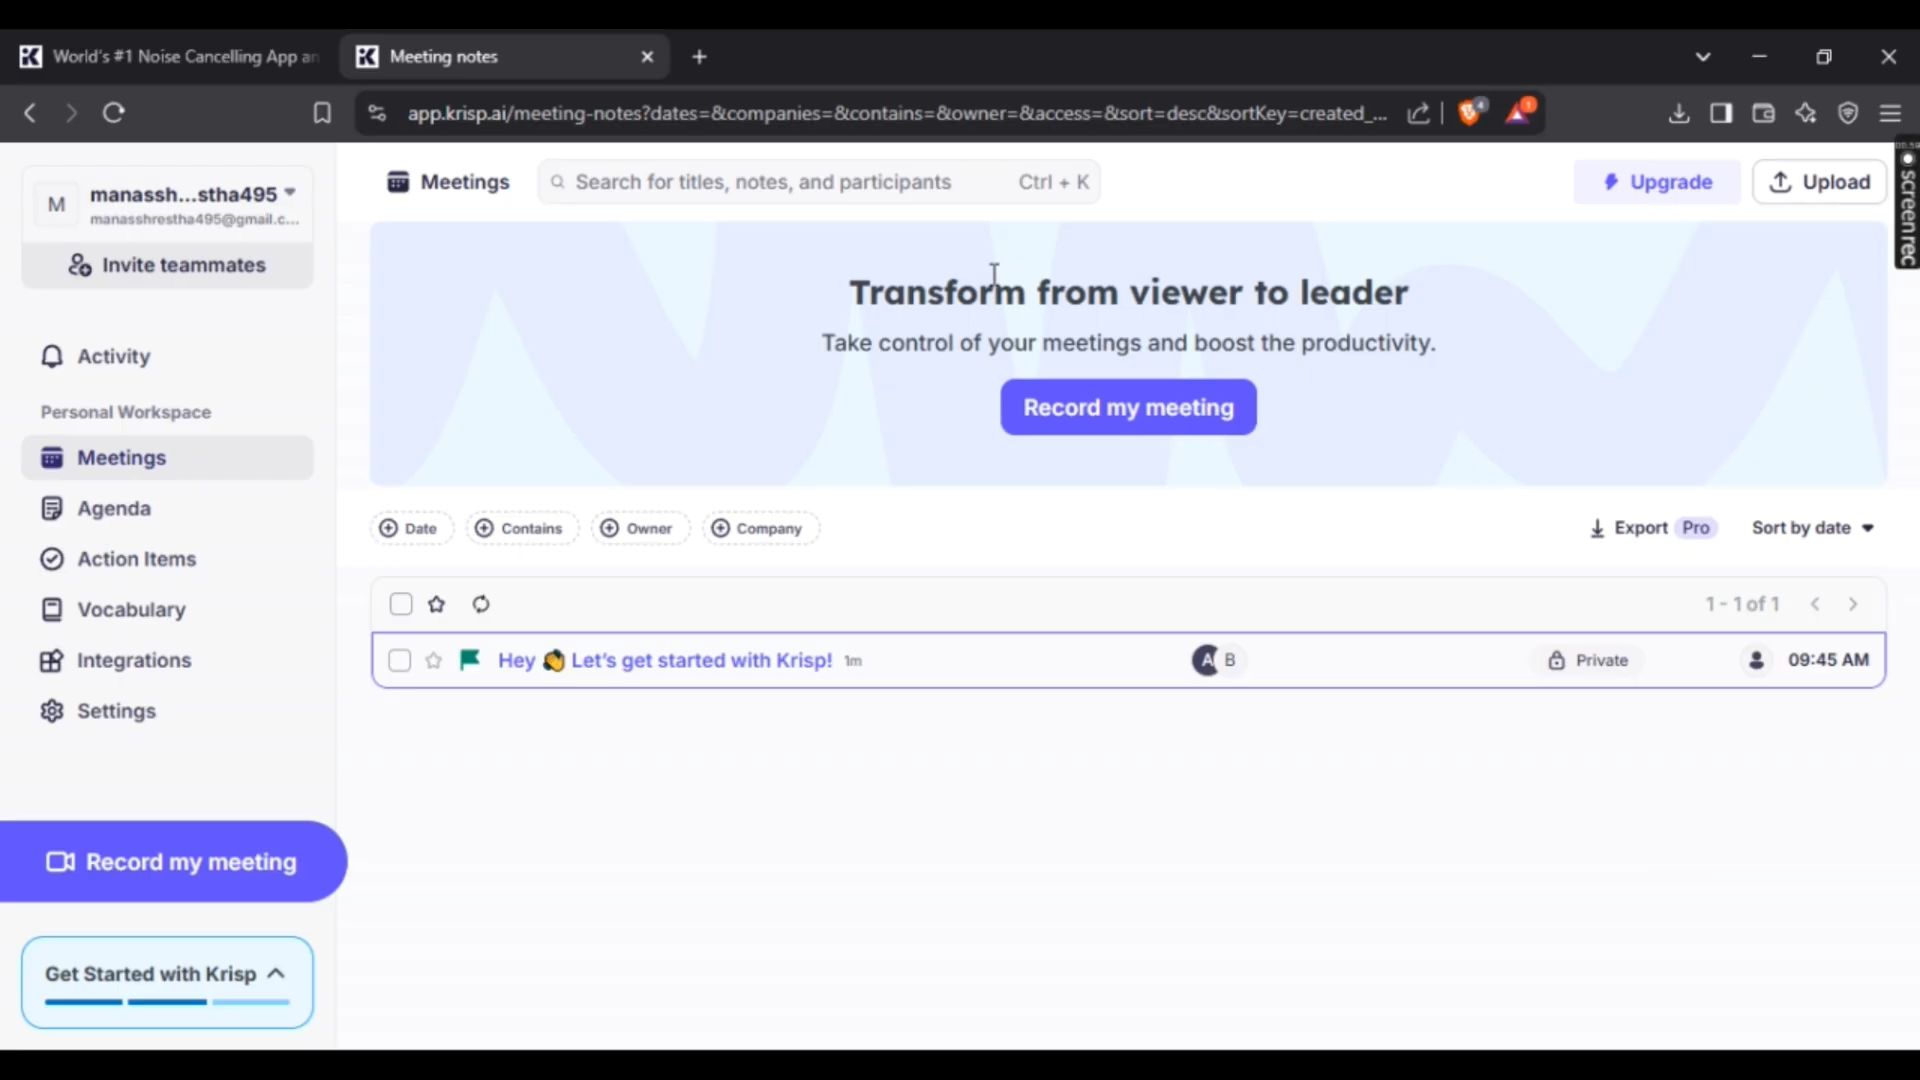 World's #1 Noise Cancelling App an
Meeting notes
app.krisp.ai/meeting-notes?dates=&companies=&contains=&owner=&access=&sort=desc&sortKey=created_...
4
1
M
manassh...stha495
manasshrestha495@gmail.c...
Invite teammates
Activity
Personal Workspace
Meetings
Agenda
Action Items
Vocabulary
Integrations
Settings
Record my meeting
Get Started with Krisp
Meetings
Search for titles, notes, and participants
Ctrl + K
Upgrade
Upload
screen rec
Transform from viewer to leader
Take control of your meetings and boost the productivity.
Record my meeting
Date
Contains
Owner
Company
Export Pro
Sort by date
1 - 1 of 1
Hey 👏 Let's get started with Krisp! 1m
A B
Private
09:45 AM